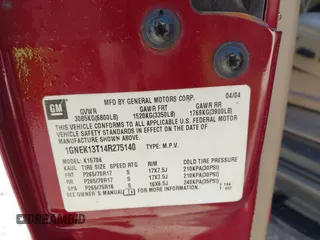 GM
MFD BY GENERAL MOTORS CORP.
04/04
GVWR GAWR FRT GAWR RR
3085KG(6800LB) 1520KG(3350LB) 1769KG(3900LB)
THIS VEHICLE CONFORMS TO ALL APPLICABLE U.S. FEDERAL MOTOR
VEHICLE SAFETY STANDARDS IN EFFECT ON THE DATE OF
MANUFACTURE SHOWN ABOVE.
1GNEK13T14R275140 TYPE: M.P.V.
MODEL: K15706
TIRE SIZE SPEED RTG RIM COLD TIRE PRESSURE
FRT P265/70R17 S 17X7.5J 210KPA(30PSI)
RR P265/70R17 S 17X7.5J 210KPA(30PSI)
SPA P265/75R16 S 16X6.5J 240KPA(35PSI)
SEE OWNER'S MANUAL FOR MORE INFORMATION.